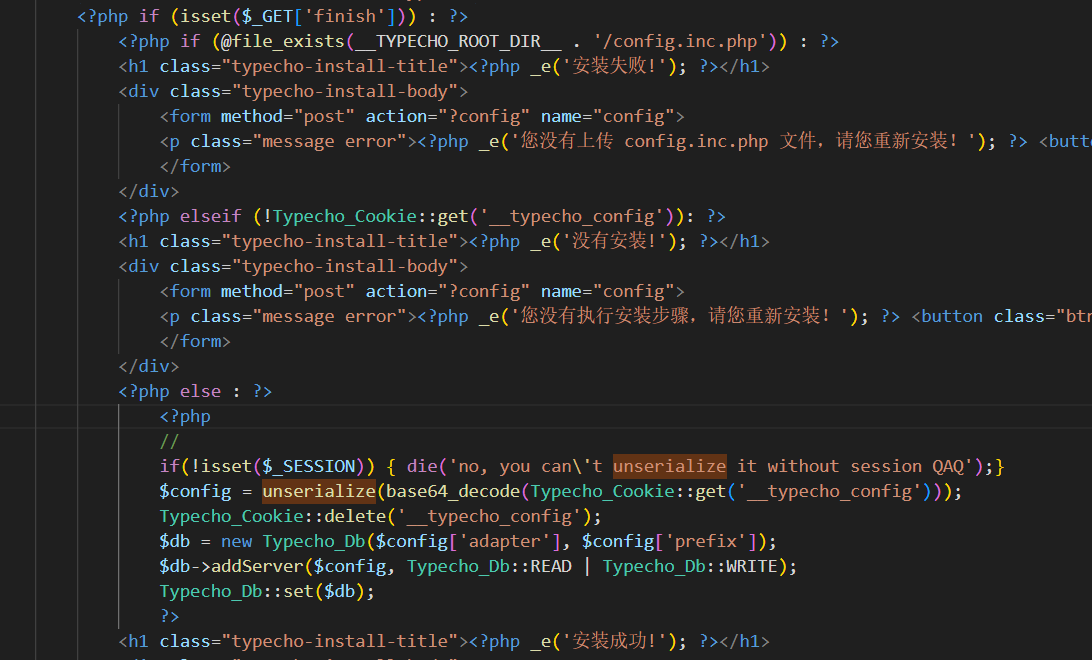 <?php if (isset($_GET['finish'])) : ?>
<?php if (@file_exists(__TYPECHO_ROOT_DIR__ . '/config.inc.php')) : ?>
<h1 class="typecho-install-title"><?php _e('安装失败!'); ?></h1>
<div class="typecho-install-body">
<form method="post" action="?config" name="config">
<p class="message error"><?php _e('您没有上传 config.inc.php 文件，请您重新安装！'); ?> <butt
</form>
</div>
<?php elseif (!Typecho_Cookie::get('__typecho_config')): ?>
<h1 class="typecho-install-title"><?php _e('没有安装!'); ?></h1>
<div class="typecho-install-body">
<form method="post" action="?config" name="config">
<p class="message error"><?php _e('您没有执行安装步骤，请您重新安装！'); ?> <button class="btn
</form>
</div>
<?php else : ?>
<?php
//
if(!isset($_SESSION)) { die('no, you can\'t unserialize it without session QAQ');}
$config = unserialize(base64_decode(Typecho_Cookie::get('__typecho_config')));
Typecho_Cookie::delete('__typecho_config');
$db = new Typecho_Db($config['adapter'], $config['prefix']);
$db->addServer($config, Typecho_Db::READ | Typecho_Db::WRITE);
Typecho_Db::set($db);
?>
<h1 class="typecho-install-title"><?php _e('安装成功!'); ?></h1>